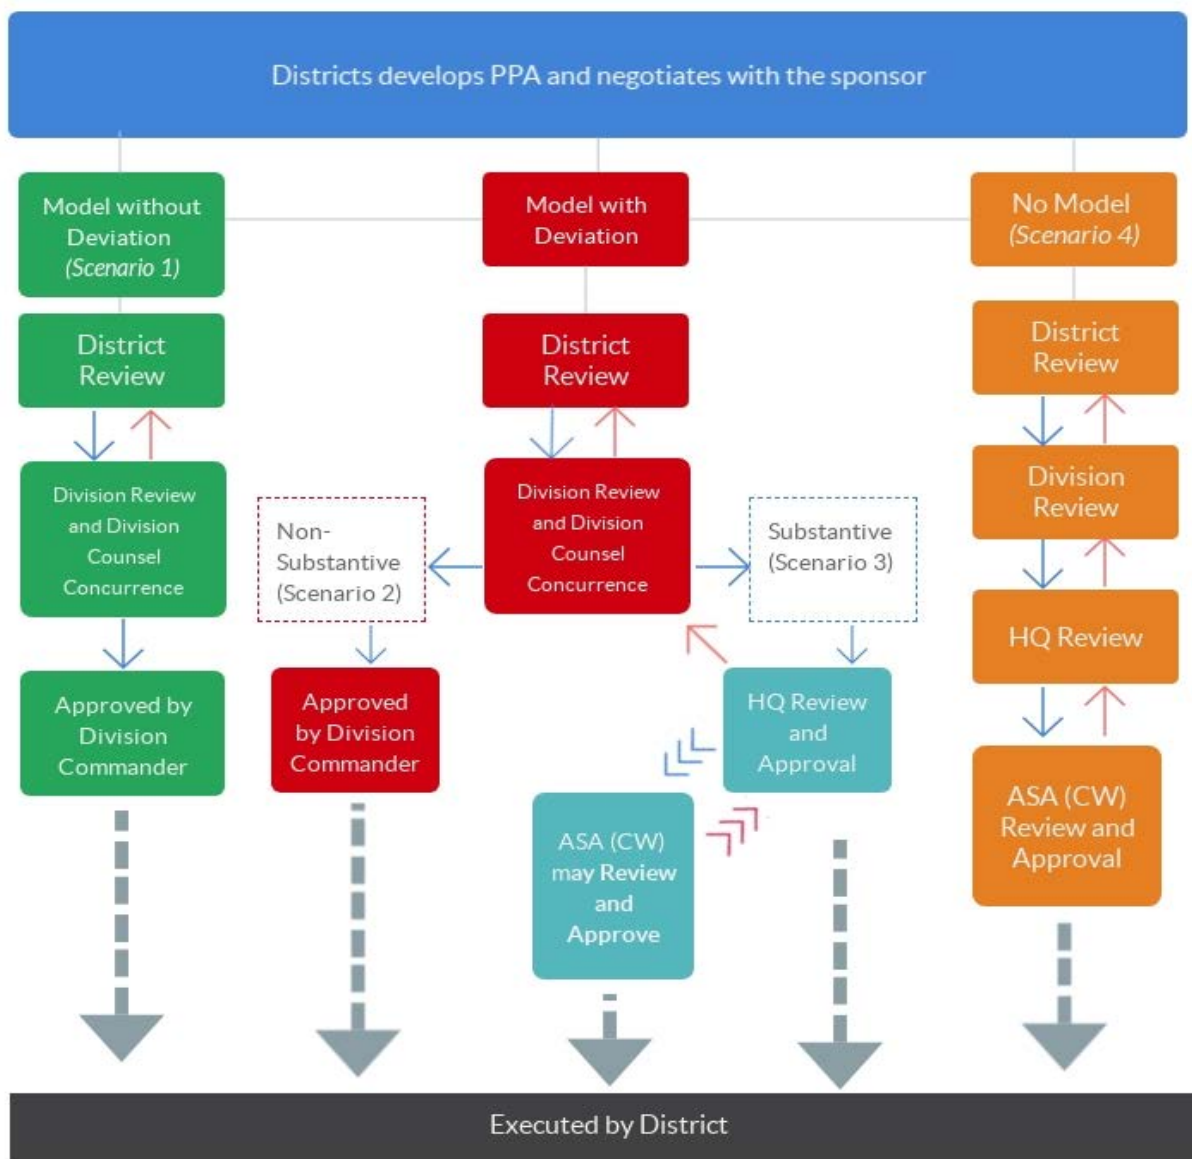 Districts develops PPA and negotiates with the sponsor
Model without
Deviation
(Scenario 1)
District
Review
Division Review
and Division
Counsel
Concurrence
Approved by
Division
Commander
Model with
Deviation
District
Review
Division Review
and Division
Counsel
Concurrence
Non-
Substantive
(Scenario 2)
Approved
by Division
Commander
Substantive
(Scenario 3)
HQ Review
and
Approval
ASA (CW)
may Review
and
Approve
No Model
(Scenario 4)
District
Review
Division
Review
HQ Review
ASA (CW)
Review and
Approval
Executed by District